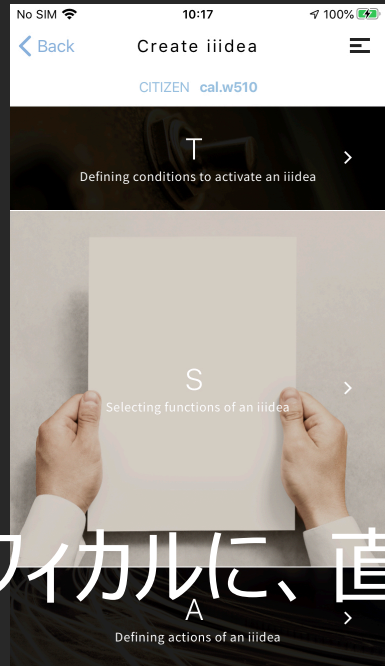 No SIM 10:17 100%
Back Create iiidea
CITIZEN cal.w510
T
Defining conditions to activate an iiidea
S
Selecting functions of an iiidea
フィカルに、直
A
Defining actions of an iiidea